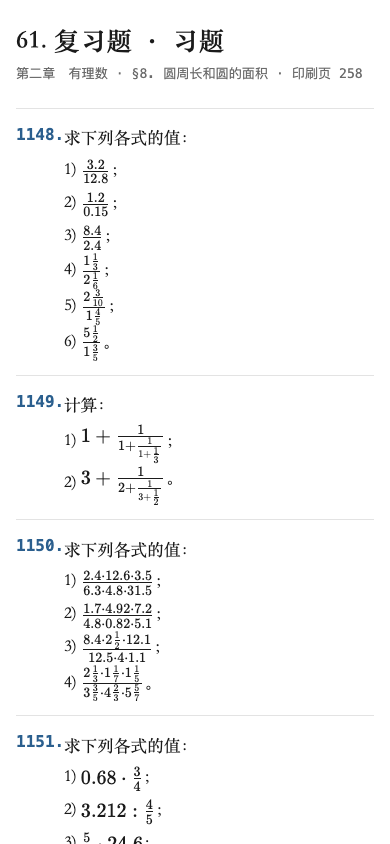 61. 复习题 · 习题
第二章 有理数 · §8. 圆周长和圆的面积 · 印刷页 258
1148. 求下列各式的值:
1) 3.2/12.8 ;
2) 1.2/0.15 ;
3) 8.4/2.4 ;
4) (1 1/3)/(2 1/6) ;
5) (2 3/10)/(1 4/5) ;
6) (5 1/2)/(1 3/5) 。
1149. 计算:
1) 1 + 1/(1+1/(1+1/3)) ;
2) 3 + 1/(2+1/(3+1/2)) 。
1150. 求下列各式的值:
1) (2.4·12.6·3.5)/(6.3·4.8·31.5) ;
2) (1.7·4.92·7.2)/(4.8·0.82·5.1) ;
3) (8.4·2 1/2·12.1)/(12.5·4·1.1) ;
4) (2 1/3·1 1/7·1 1/5)/(3 3/5·4 2/3·5 5/7) 。
1151. 求下列各式的值:
1) 0.68 · 3/4 ;
2) 3.212 : 4/5 ;
3) 5 · 24.6;